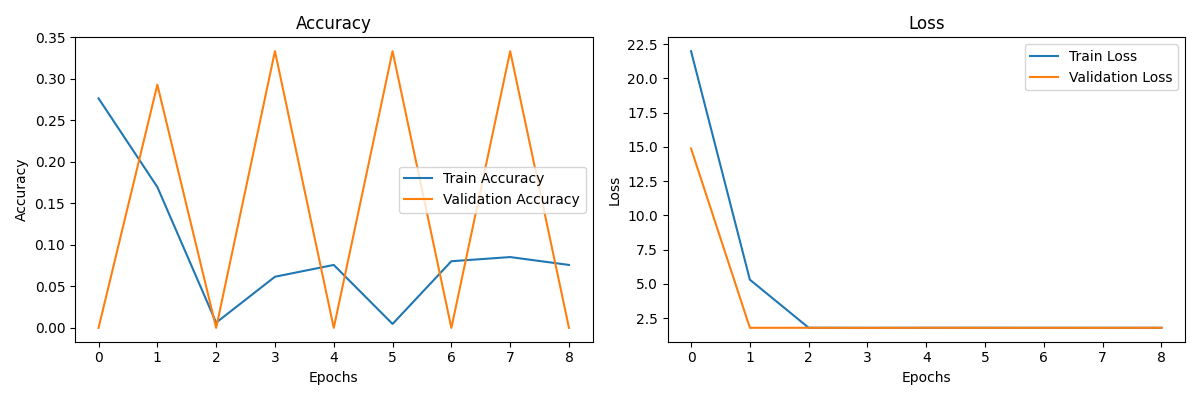 Accuracy
0.35
0.30
0.25
0.20
0.15
0.10
0.05
0.00
Accuracy
Train Accuracy
Validation Accuracy
0 1 2 3 4 5 6 7 8
Epochs
Loss
22.5
20.0
17.5
15.0
12.5
10.0
7.5
5.0
2.5
Loss
Train Loss
Validation Loss
0 1 2 3 4 5 6 7 8
Epochs